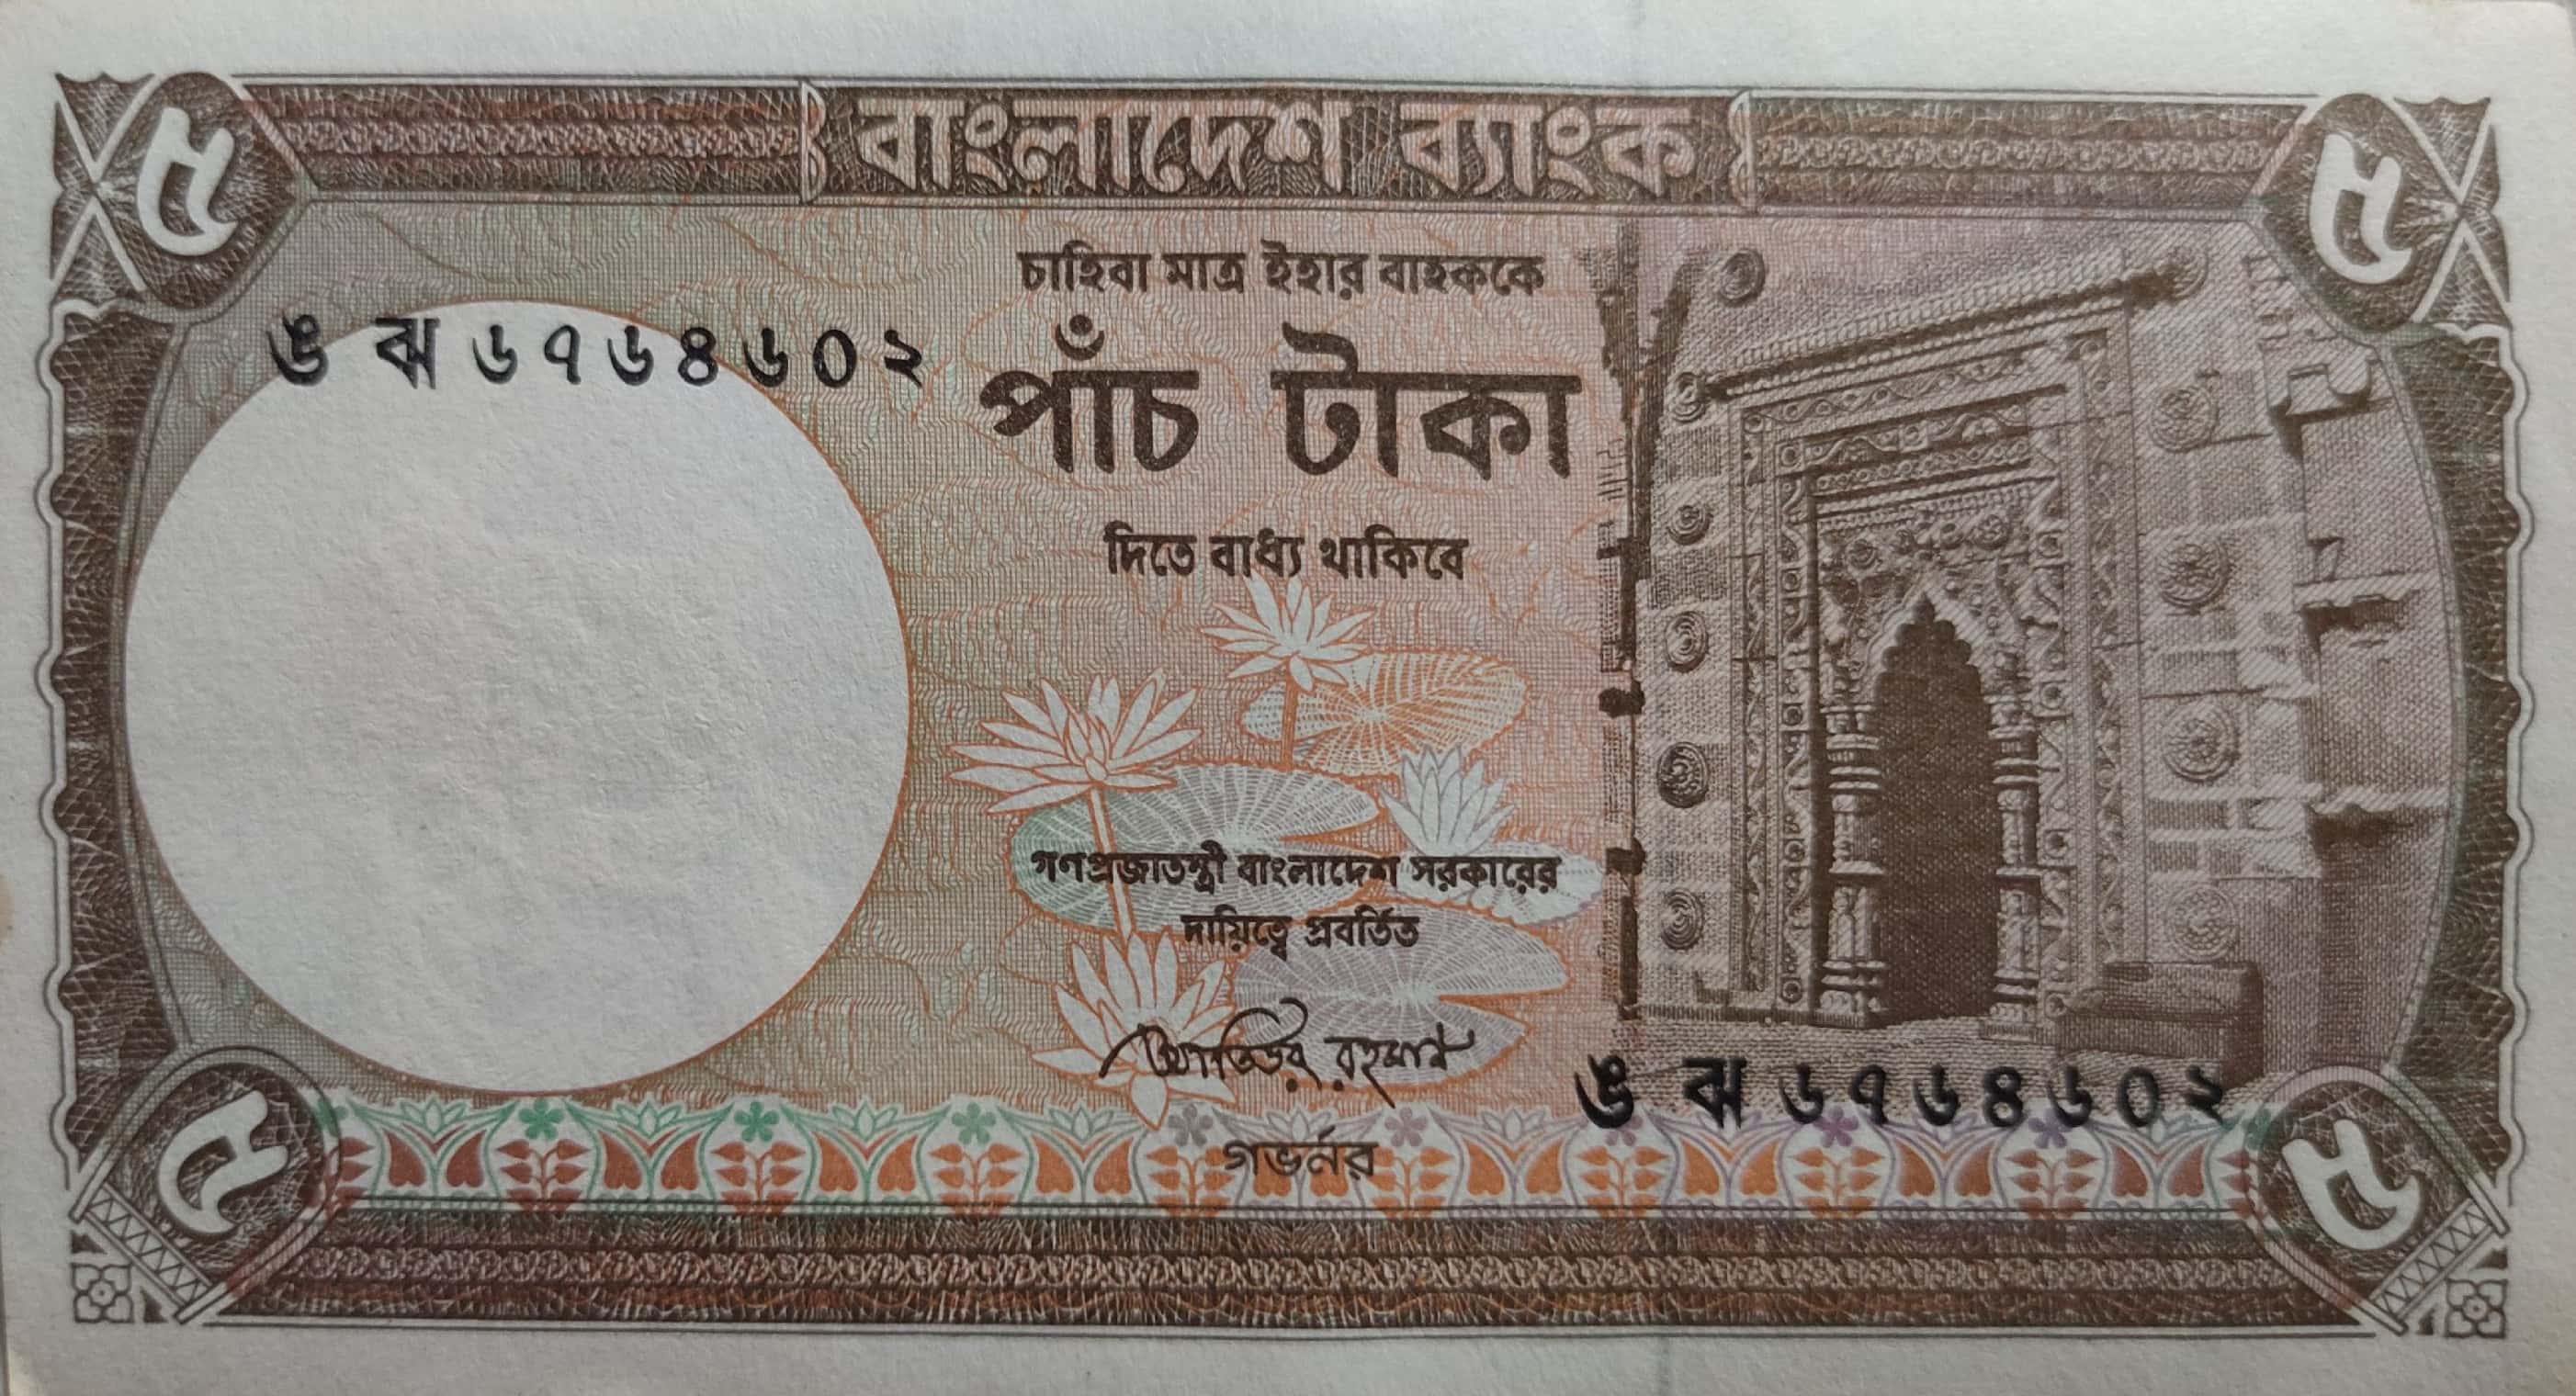 ৫ বাংলাদেশ ব্যাংক ৫
চাহিবা মাত্র ইহার বাহককে
ঙ ঝ ৬৭৬৪৬০২
পাঁচ টাকা
দিতে বাধ্য থাকিবে
গণপ্রজাতন্ত্রী বাংলাদেশ সরকারের
দায়িত্বে প্রবর্তিত
আতিউর রহমান
ঙ ঝ ৬৭৬৪৬০২
গভর্নর
৫ ৫